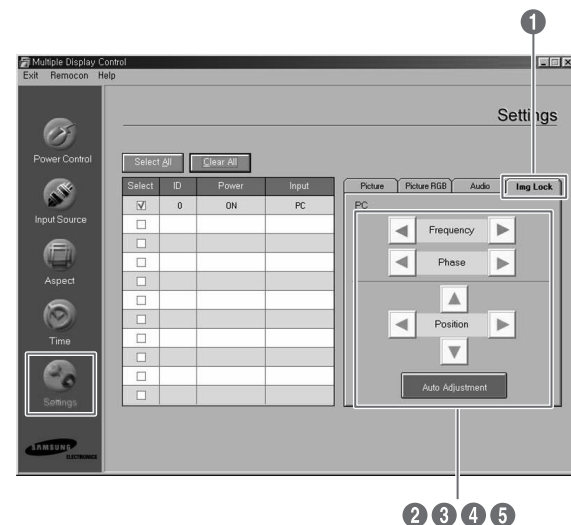 1
Multiple Display Control
Exit Remocon Help
Settings
Power Control
Input Source
Aspect
Time
Settings
SAMSUNG
ELECTRONICS
Select All Clear All
Select ID Power Input
0 ON PC
Picture Picture RGB Audio Img Lock
PC
Frequency
Phase
Position
Auto Adjustment
2 3 4 5